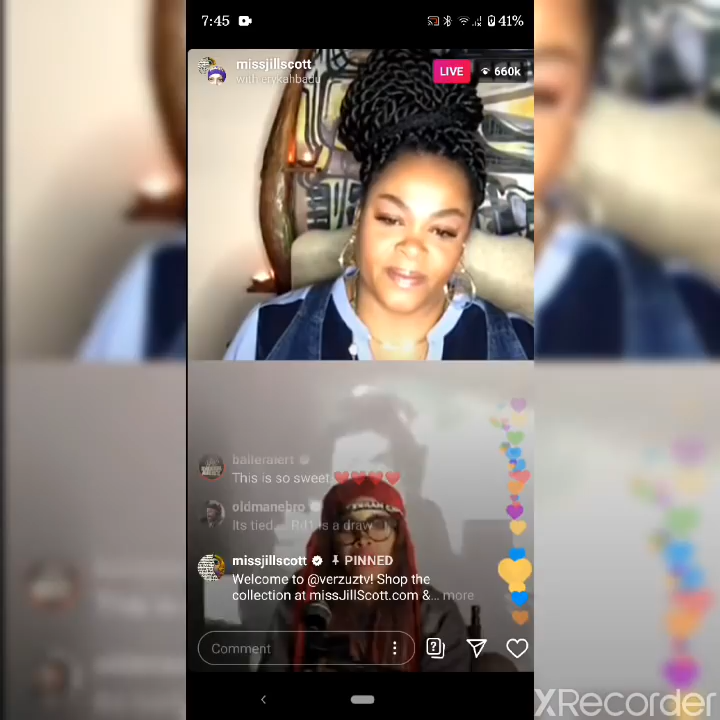 7:45
41%
missjillscott
with erykahbadu
LIVE
660k
balleralert
This is so sweet❤️❤️❤️❤️
oldmanebro
Its tied.... Rd1 is a draw
missjillscott PINNED
Welcome to @verzuztv! Shop the
collection at missJillScott.com &... more
Comment
XRecorder